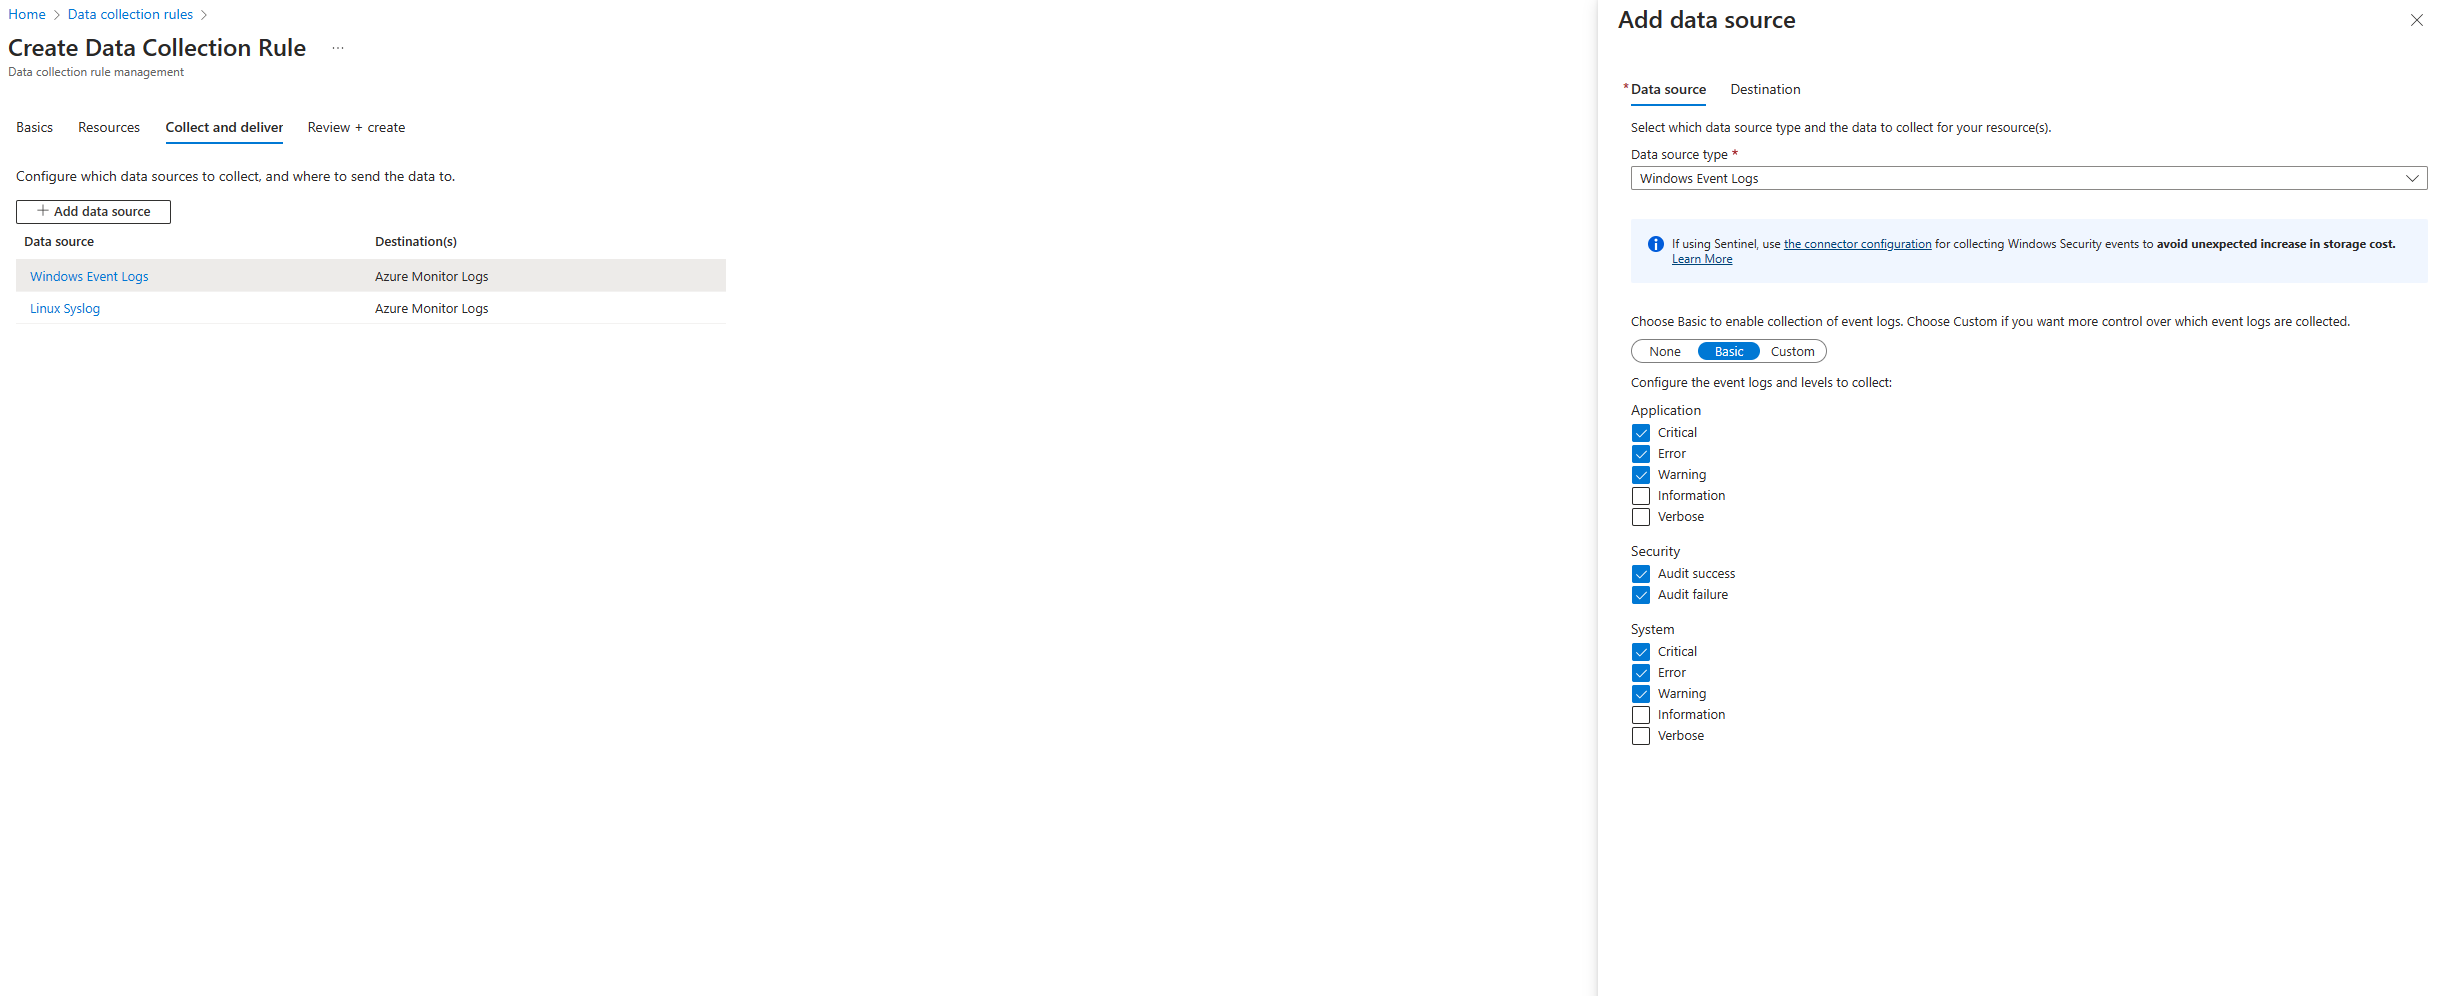 Home > Data collection rules >
Create Data Collection Rule ...
Data collection rule management
Basics Resources Collect and deliver Review + create
Configure which data sources to collect, and where to send the data to.
+ Add data source
Data source Destination(s)
Windows Event Logs Azure Monitor Logs
Linux Syslog Azure Monitor Logs
Add data source
* Data source Destination
Select which data source type and the data to collect for your resource(s).
Data source type *
Windows Event Logs
If using Sentinel, use the connector configuration for collecting Windows Security events to avoid unexpected increase in storage cost.
Learn More
Choose Basic to enable collection of event logs. Choose Custom if you want more control over which event logs are collected.
None Basic Custom
Configure the event logs and levels to collect:
Application
Critical
Error
Warning
Information
Verbose
Security
Audit success
Audit failure
System
Critical
Error
Warning
Information
Verbose